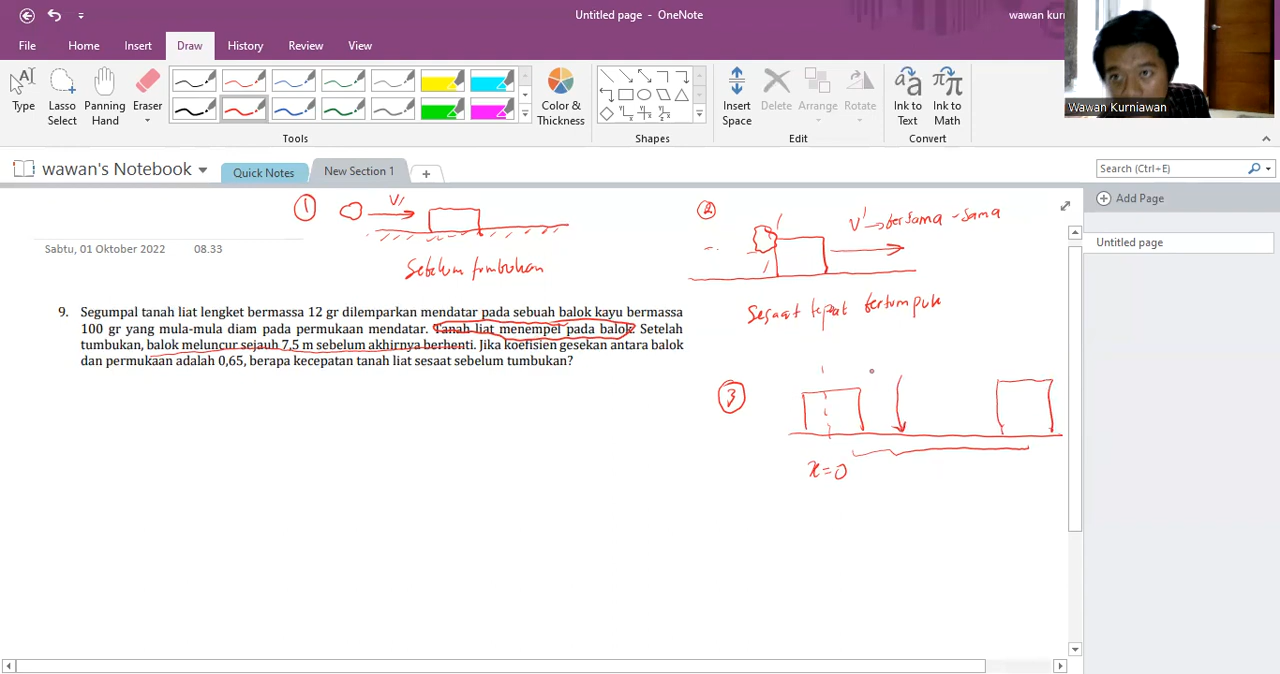 Untitled page - OneNote
wawan kur
File
Home
Insert
Draw
History
Review
View
Type
Lasso Select
Panning Hand
Eraser
Color & Thickness
Insert Space
Delete
Arrange
Rotate
Ink to Text
Ink to Math
Tools
Shapes
Edit
Convert
Wawan Kurniawan
wawan's Notebook
Quick Notes
New Section 1
+
Search (Ctrl+E)
Add Page
Untitled page
Sabtu, 01 Oktober 2022 08.33
1
V1
Sebelum tumbukan
2
V' → bersama - sama
Sesaat tepat bertumpuk
9. Segumpal tanah liat lengket bermassa 12 gr dilemparkan mendatar pada sebuah balok kayu bermassa
100 gr yang mula-mula diam pada permukaan mendatar. Tanah liat menempel pada balok. Setelah
tumbukan, balok meluncur sejauh 7,5 m sebelum akhirnya berhenti. Jika koefisien gesekan antara balok
dan permukaan adalah 0,65, berapa kecepatan tanah liat sesaat sebelum tumbukan?
3
x=0